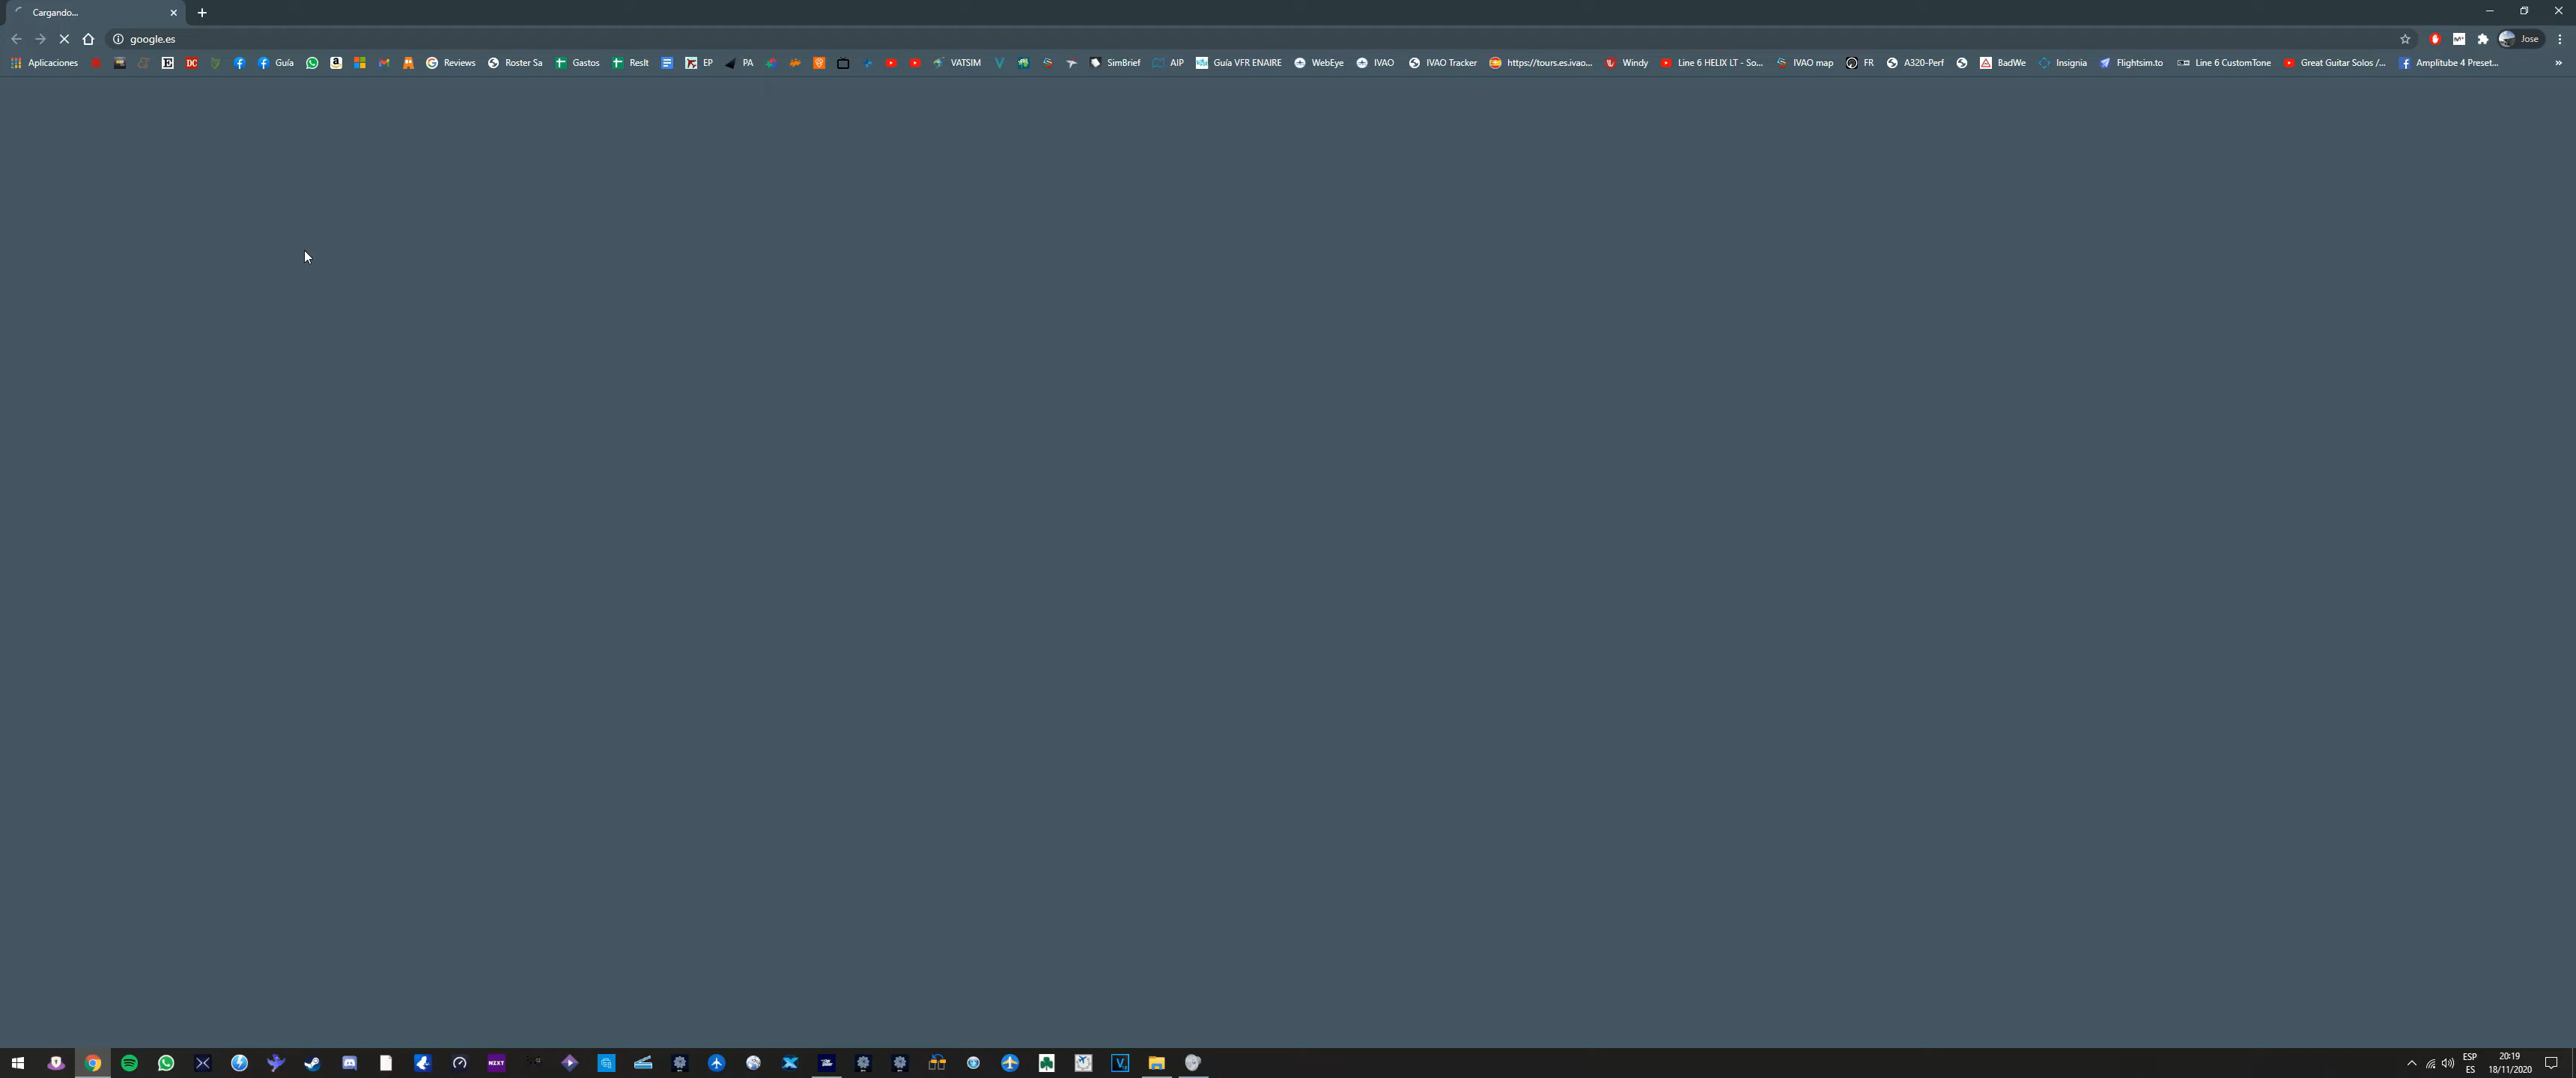 Cargando...
google.es
Jose
Aplicaciones E DC Guía Reviews Roster Sa Gastos ResIt EP PA VATSIM SimBrief AIP Guía VFR ENAIRE WebEye IVAO IVAO Tracker https://tours.es.ivao... Windy Line 6 HELIX LT - So... IVAO map FR A320-Perf BadWe Insignia Flightsim.to Line 6 CustomTone Great Guitar Solos /... Amplitube 4 Preset... »
NZXT
ESP
ES
20:19
18/11/2020